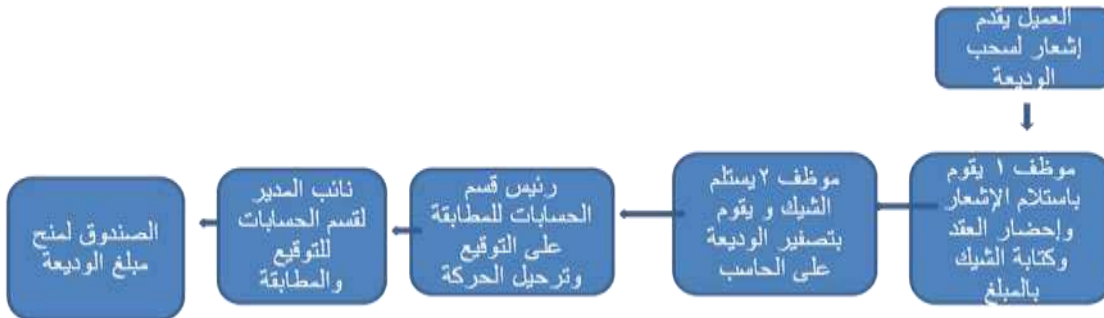 العميل يقدم
إشعار لسحب
الوديعة
موظف ١ يقوم
باستلام الإشعار
وإحضار العقد
وكتابة الشيك
بالمبلغ
موظف ٢ يستلم
الشيك و يقوم
بتصفير الوديعة
على الحاسب
رئيس قسم
الحسابات للمطابقة
على التوقيع
وترحيل الحركة
نائب المدير
لقسم الحسابات
للتوقيع
والمطابقة
الصندوق لمنح
مبلغ الوديعة